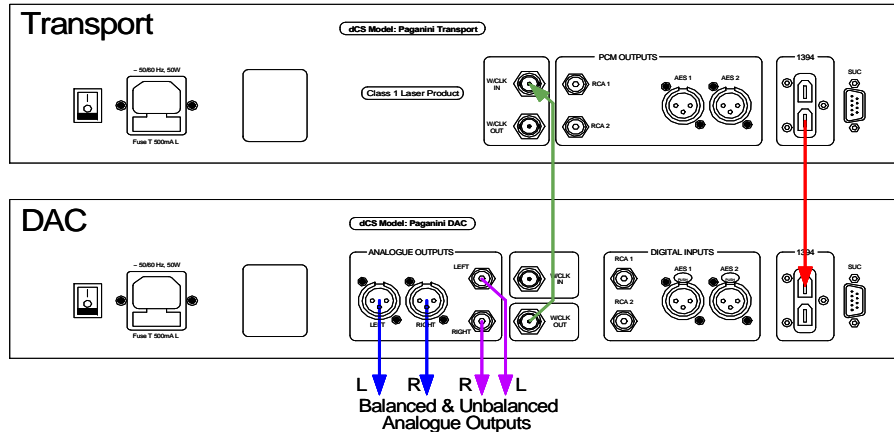 Transport
dCS Model: Paganini Transport
~ 50/60 Hz, 50W
Fuse T 500mA L
Class 1 Laser Product
W/CLK
IN
W/CLK
OUT
PCM OUTPUTS
RCA 1
RCA 2
AES 1
AES 2
1394
SUC
DAC
dCS Model: Paganini DAC
~ 50/60 Hz, 50W
Fuse T 500mA L
ANALOGUE OUTPUTS
LEFT
RIGHT
LEFT
RIGHT
W/CLK
IN
W/CLK
OUT
DIGITAL INPUTS
RCA 1
RCA 2
AES 1
AES 2
1394
SUC
L R R L
Balanced & Unbalanced
Analogue Outputs